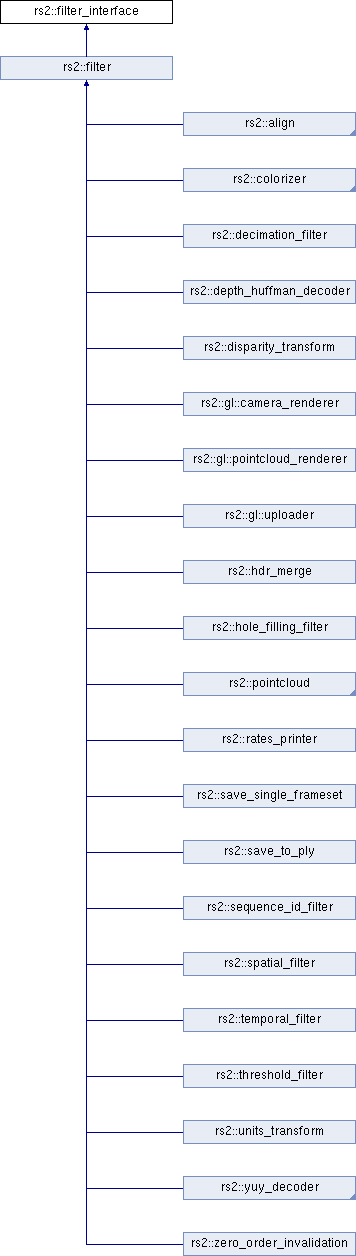 rs2::filter_interface
rs2::filter
rs2::align
rs2::colorizer
rs2::decimation_filter
rs2::depth_huffman_decoder
rs2::disparity_transform
rs2::gl::camera_renderer
rs2::gl::pointcloud_renderer
rs2::gl::uploader
rs2::hdr_merge
rs2::hole_filling_filter
rs2::pointcloud
rs2::rates_printer
rs2::save_single_frameset
rs2::save_to_ply
rs2::sequence_id_filter
rs2::spatial_filter
rs2::temporal_filter
rs2::threshold_filter
rs2::units_transform
rs2::yuy_decoder
rs2::zero_order_invalidation